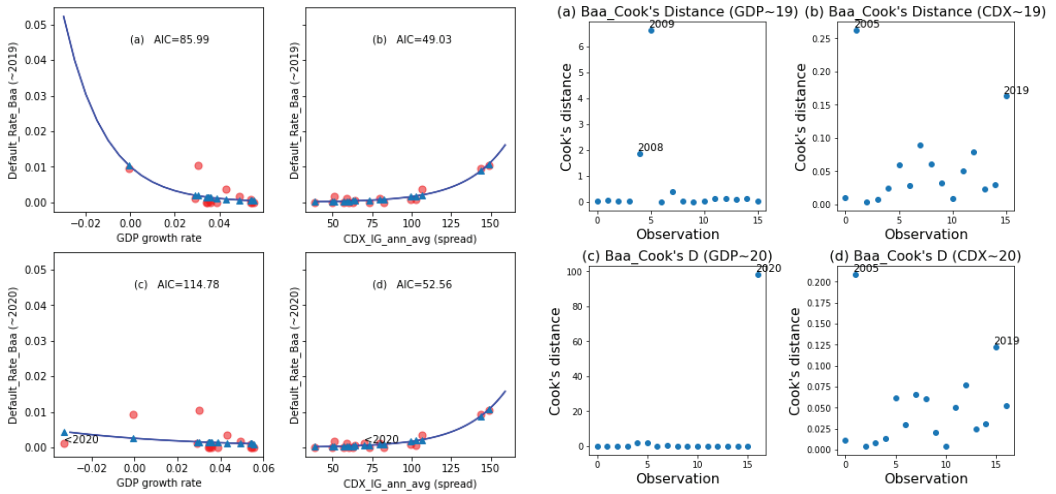 (a) AIC=85.99
Default_Rate_Baa (~2019)
0.05
0.04
0.03
0.02
0.01
0.00
−0.02 0.00 0.02 0.04
GDP growth rate
(b) AIC=49.03
Default_Rate_Baa (~2019)
50 75 100 125 150
CDX_IG_ann_avg (spread)
(a) Baa_Cook's Distance (GDP~19)
2009
2008
Cook's distance
6
5
4
3
2
1
0
0 5 10 15
Observation
(b) Baa_Cook's Distance (CDX~19)
2005
2019
Cook's distance
0.25
0.20
0.15
0.10
0.05
0.00
0 5 10 15
Observation
(c) AIC=114.78
Default_Rate_Baa (~2020)
0.05
0.04
0.03
0.02
0.01
0.00
<2020
−0.02 0.00 0.02 0.04 0.06
GDP growth rate
(d) AIC=52.56
Default_Rate_Baa (~2020)
<2020
50 75 100 125 150
CDX_IG_ann_avg (spread)
(c) Baa_Cook's D (GDP~20)
2020
Cook's distance
100
80
60
40
20
0
0 5 10 15
Observation
(d) Baa_Cook's D (CDX~20)
2005
2019
Cook's distance
0.200
0.175
0.150
0.125
0.100
0.075
0.050
0.025
0.000
0 5 10 15
Observation